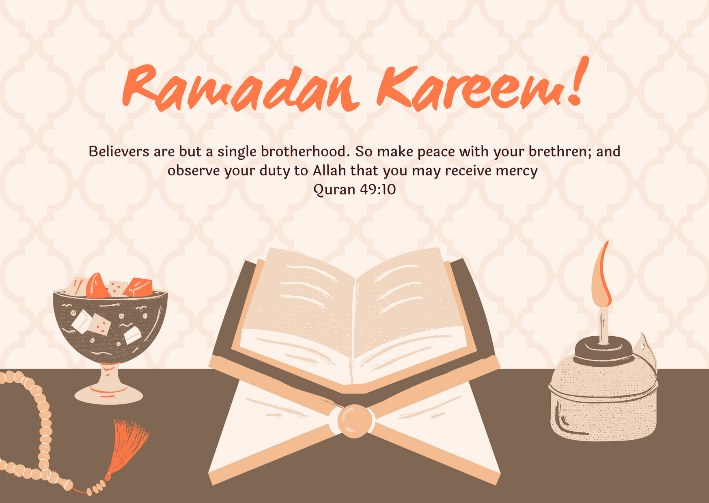 Ramadan Kareem!
Believers are but a single brotherhood. So make peace with your brethren; and
observe your duty to Allah that you may receive mercy
Quran 49:10